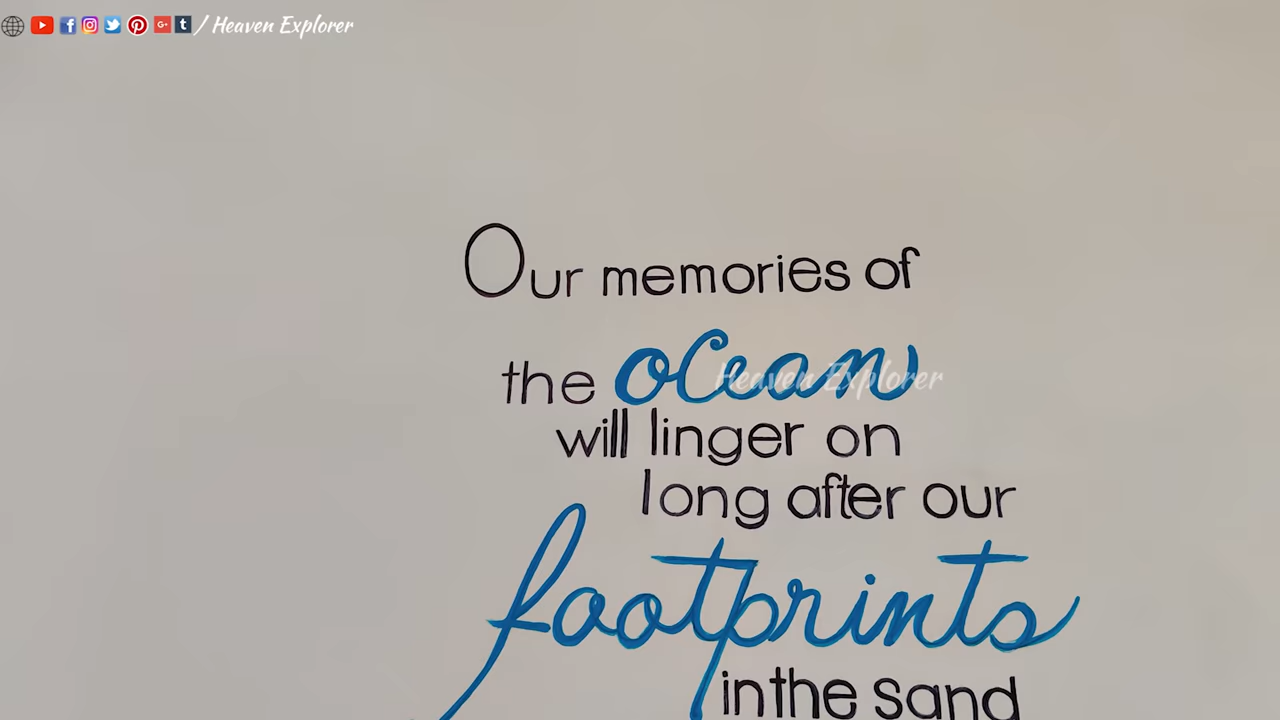 / Heaven Explorer
Our memories of
the ocean
Heaven Explorer
will linger on
long after our
footprints
in the sand